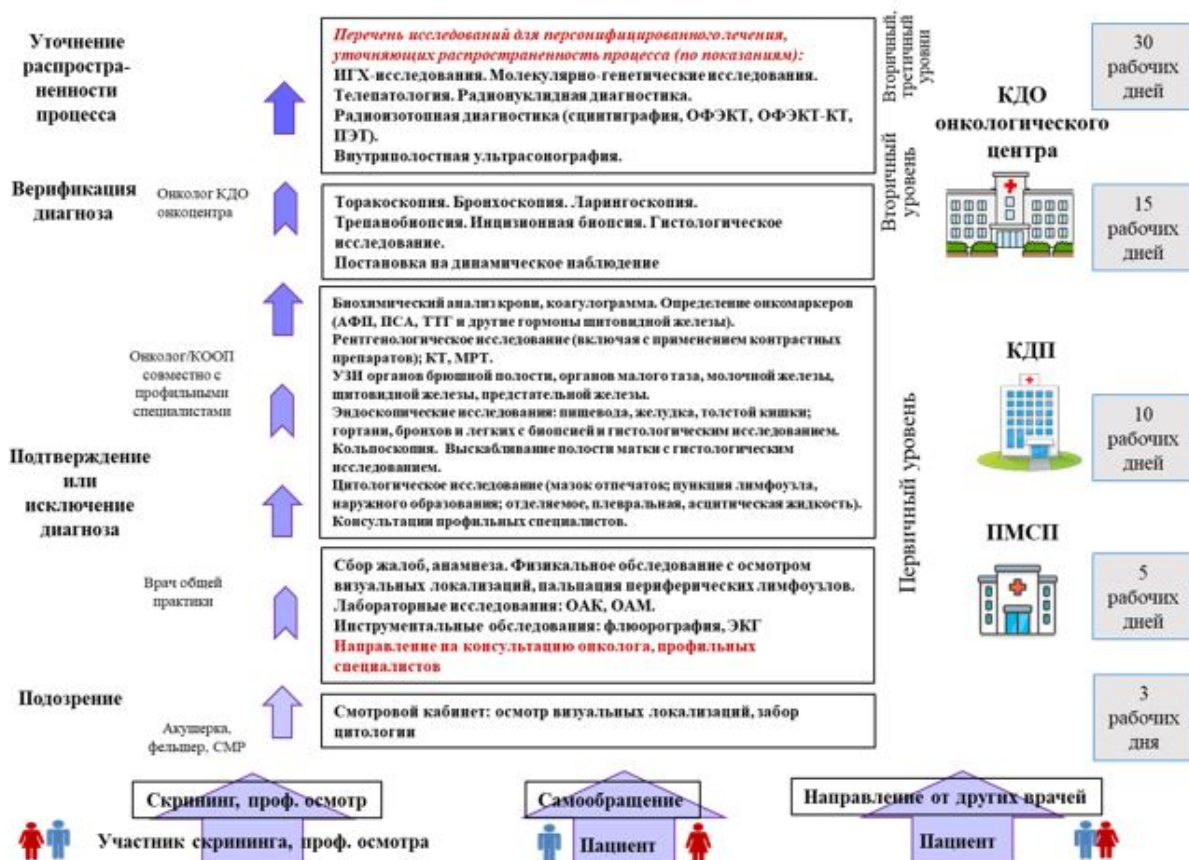 Уточнение
распростра-
ненности
процесса
Перечень исследований для персонифицированного лечения,
уточняющих распространенность процесса (по показаниям):
ИГХ-исследования. Молекулярно-генетические исследования.
Телепатология. Радионуклидная диагностика.
Радиоизотопная диагностика (сцинтиграфия, ОФЭКТ, ОФЭКТ-КТ,
ПЭТ).
Внутриполостная ультрасонография.
Вторичный, третичный
уровни
КДО
онкологического
центра
30
рабочих
дней
Верификация
диагноза
Онколог КДО
онкоцентра
Торакоскопия. Бронхоскопия. Ларингоскопия.
Трепанобиопсия. Инцизионная биопсия. Гистологическое
исследование.
Постановка на динамическое наблюдение
Вторичный
уровень
15
рабочих
дней
Онколог/КООП
совместно с
профильными
специалистами
Биохимический анализ крови, коагулограмма. Определение онкомаркеров
(АФП, ПСА, ТТГ и другие гормоны щитовидной железы).
Рентгенологическое исследование (включая с применением контрастных
препаратов); КТ, МРТ.
УЗИ органов брюшной полости, органов малого таза, молочной железы,
щитовидной железы, предстательной железы.
Эндоскопические исследования: пищевода, желудка, толстой кишки;
гортани, бронхов и легких с биопсией и гистологическим исследованием.
Кольпоскопия. Выскабливание полости матки с гистологическим
исследованием.
Цитологическое исследование (мазок отпечаток; пункция лимфоузла,
наружного образования; отделяемое, плевральная, асцитическая жидкость).
Консультации профильных специалистов.
Первичный уровень
КДП
10
рабочих
дней
Подтверждение
или
исключение
диагноза
Врач общей
практики
Сбор жалоб, анамнеза. Физикальное обследование с осмотром
визуальных локализаций, пальпация периферических лимфоузлов.
Лабораторные исследования: ОАК, ОАМ.
Инструментальные обследования: флюорография, ЭКГ
Направление на консультацию онколога, профильных
специалистов
ПМСП
5
рабочих
дней
Подозрение
Акушерка,
фельшер, СМР
Смотровой кабинет: осмотр визуальных локализаций, забор
цитологии
3
рабочих
дня
Скрининг, проф. осмотр
Самообращение
Направление от других врачей
Участник скрининга, проф. осмотра
Пациент
Пациент